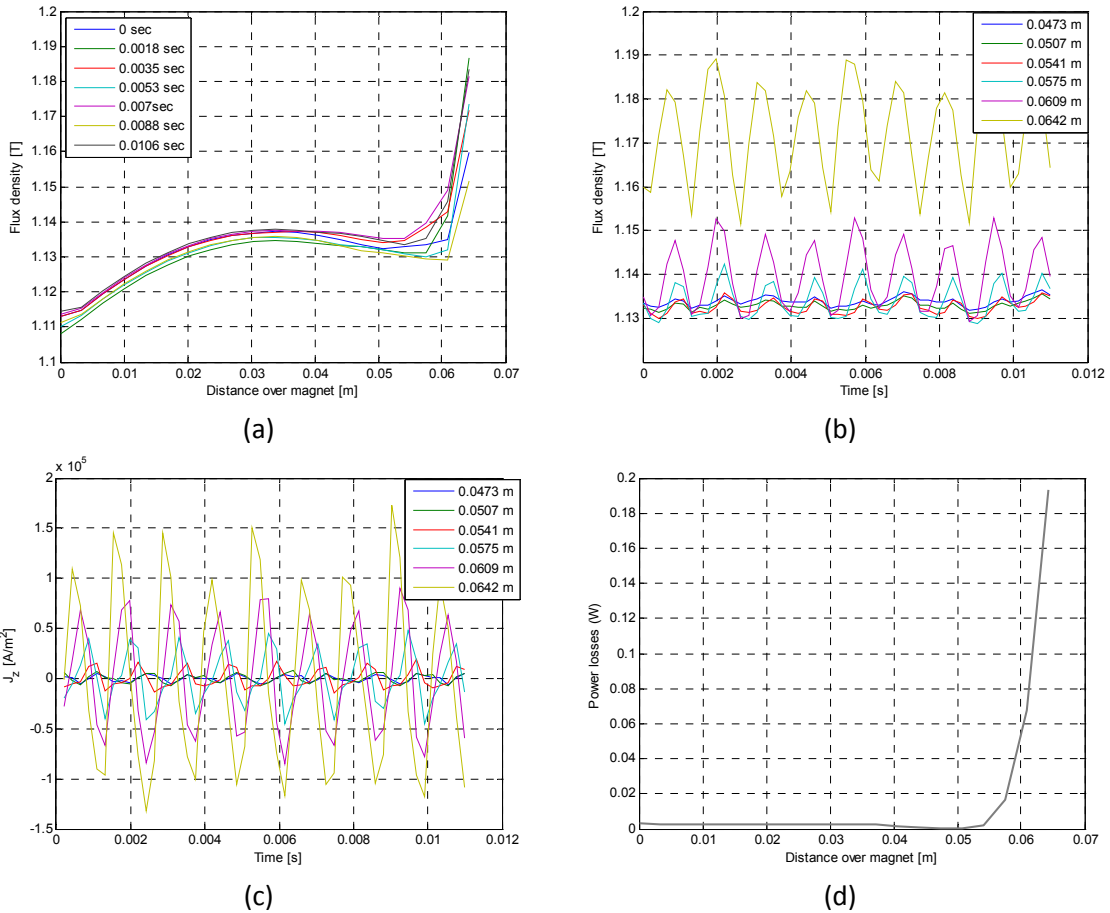 1.2
1.19
1.18
1.17
1.16
1.15
1.14
1.13
1.12
1.11
1.1
Flux density [T]
0 sec
0.0018 sec
0.0035 sec
0.0053 sec
0.007sec
0.0088 sec
0.0106 sec
0 0.01 0.02 0.03 0.04 0.05 0.06 0.07
Distance over magnet [m]
(a)
1.2
1.19
1.18
1.17
1.16
1.15
1.14
1.13
Flux density [T]
0.0473 m
0.0507 m
0.0541 m
0.0575 m
0.0609 m
0.0642 m
0.002 0.004 0.006 0.008 0.01 0.012
Time [s]
(b)
x 10^5
2
1.5
1
0.5
0
-0.5
-1
-1.5
J_z [A/m²]
0.0473 m
0.0507 m
0.0541 m
0.0575 m
0.0609 m
0.0642 m
0 0.002 0.004 0.006 0.008 0.01 0.012
Time [s]
(c)
0.2
0.18
0.16
0.14
0.12
0.1
0.08
0.06
0.04
0.02
0
Power losses (W)
0 0.01 0.02 0.03 0.04 0.05 0.06 0.07
Distance over magnet [m]
(d)